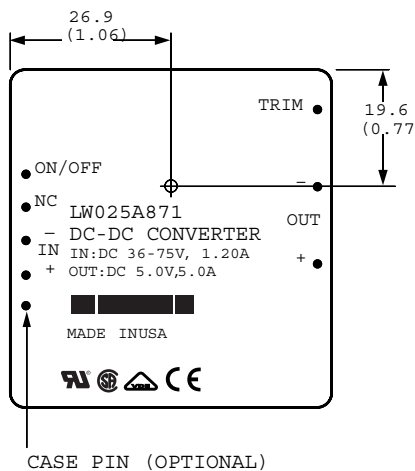 26.9
(1.06)
19.6
(0.77
TRIM
ON/OFF
NC
–
OUT
LW025A871
– DC-DC CONVERTER
IN
IN:DC 36-75V, 1.20A
+
OUT:DC 5.0V,5.0A
+
MADE INUSA
CE
CASE PIN (OPTIONAL)